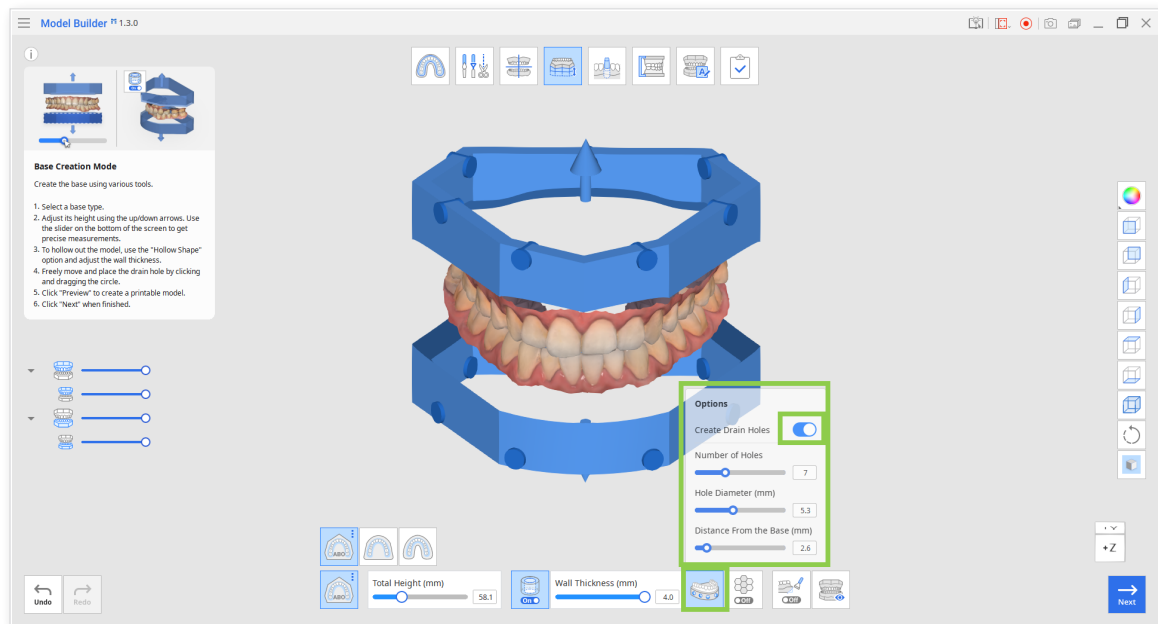 Model Builder 1.3.0
i
On
A
Base Creation Mode
Create the base using various tools.
1. Select a base type.
2. Adjust its height using the up/down arrows. Use
the slider on the bottom of the screen to get
precise measurements.
3. To hollow out the model, use the "Hollow Shape"
option and adjust the wall thickness.
4. Freely move and place the drain hole by clicking
and dragging the circle.
5. Click "Preview" to create a printable model.
6. Click "Next" when finished.
Options
Create Drain Holes
Number of Holes
7
Hole Diameter (mm)
5.3
Distance From the Base (mm)
2.6
ABO
+Z
Undo
Redo
ABO
Total Height (mm)
58.1
On
Wall Thickness (mm)
4.0
Off
Off
Next